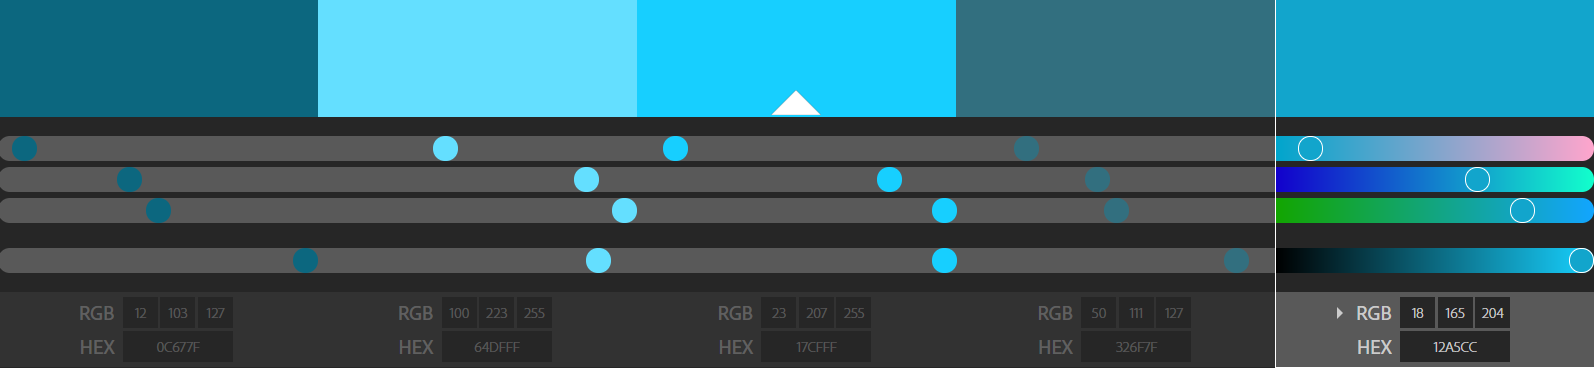 RGB 12 103 127
HEX 0C677F
RGB 100 223 255
HEX 64DFFF
RGB 23 207 255
HEX 17CFFF
RGB 50 111 127
HEX 326F7F
RGB 18 165 204
HEX 12A5CC